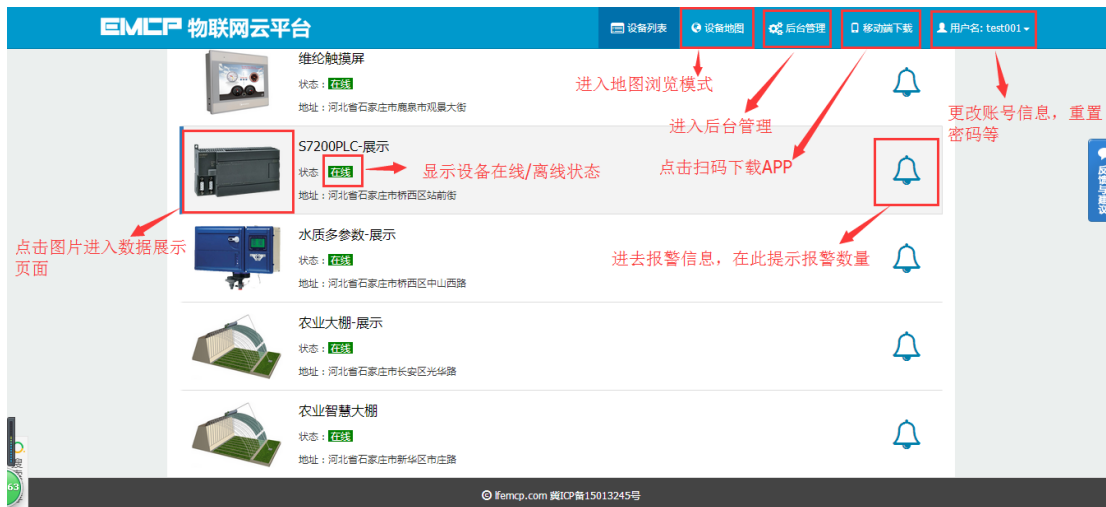 EMCP 物联网云平台
设备列表
设备地图
后台管理
移动端下载
用户名: test001
维纶触摸屏
状态：在线
地址：河北省石家庄市鹿泉市观景大街
进入地图浏览模式
进入后台管理
点击扫码下载APP
更改账号信息，重置
密码等
S7200PLC-展示
状态：在线
显示设备在线/离线状态
地址：河北省石家庄市桥西区站前街
反馈与建议
点击图片进入数据展示
页面
水质多参数-展示
状态：在线
地址：河北省石家庄市桥西区中山西路
进去报警信息，在此提示报警数量
农业大棚-展示
状态：在线
地址：河北省石家庄市长安区光华路
农业智慧大棚
状态：在线
地址：河北省石家庄市新华区市庄路
63
© lfemcp.com 冀ICP备15013245号